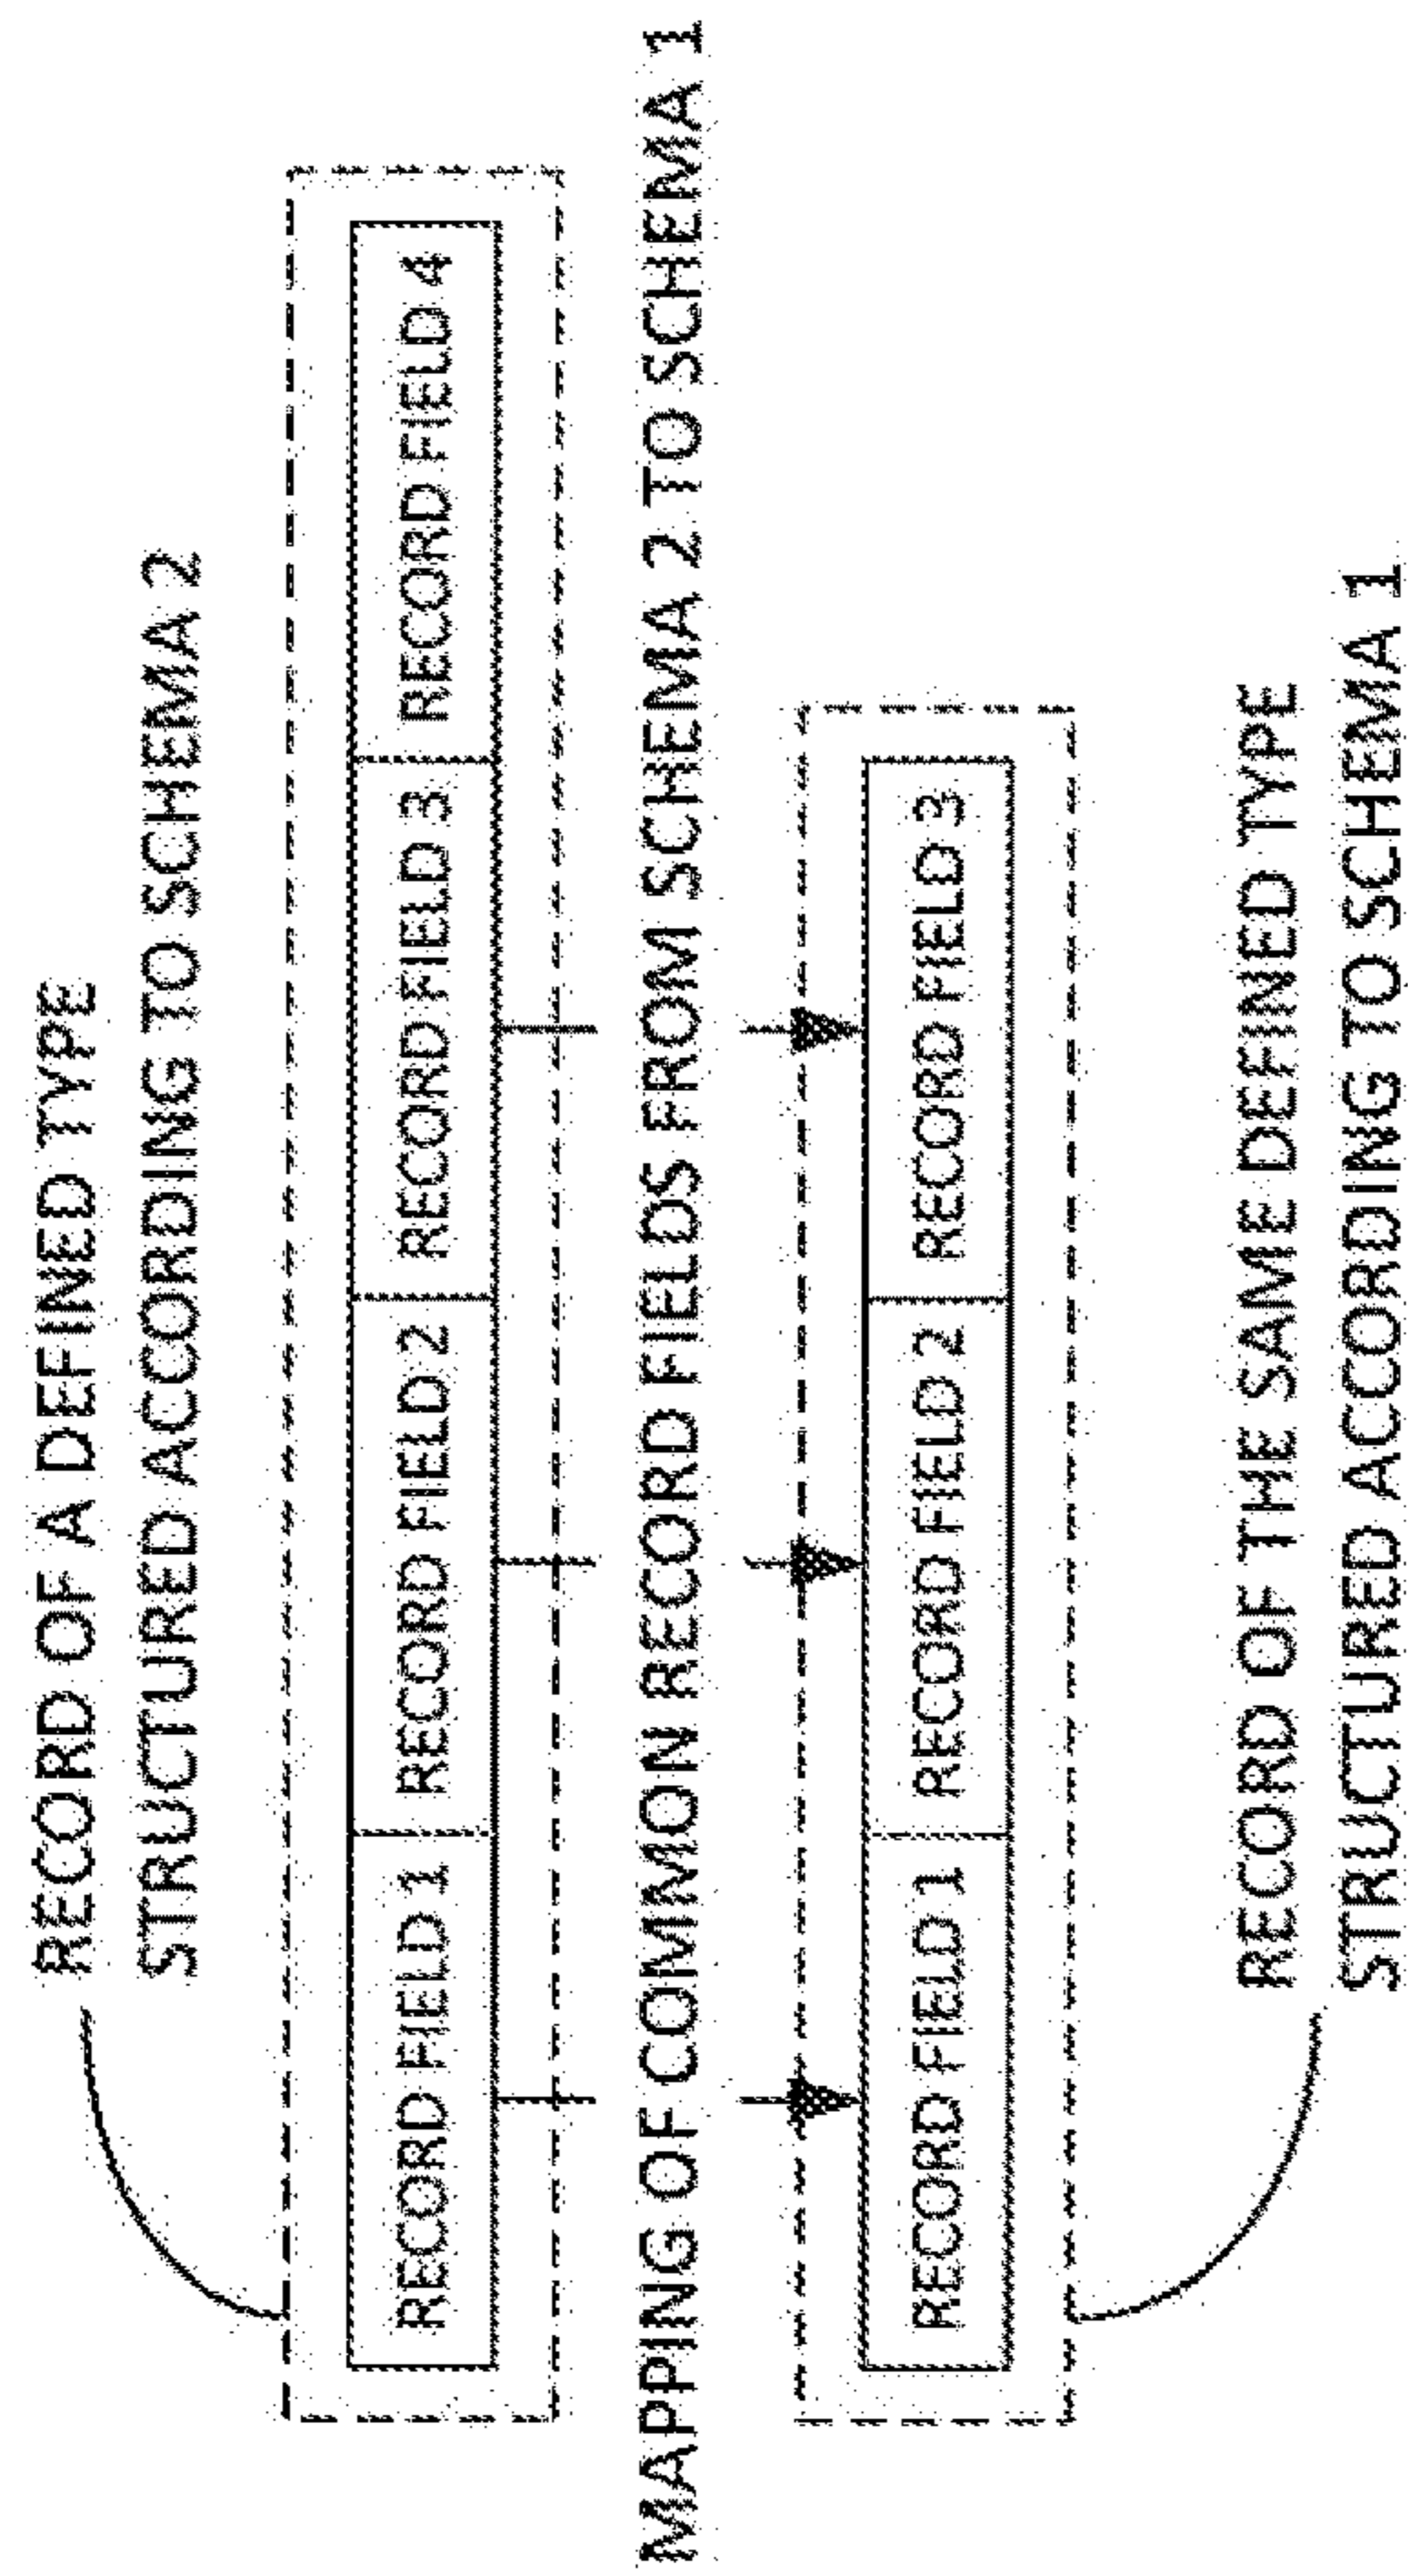 RECORD OF A DEFINED TYPE
STRUCTURED ACCORDING TO SCHEMA 2
RECORD FIELD 1 RECORD FIELD 2 RECORD FIELD 3 RECORD FIELD 4
MAPPING OF COMMON RECORD FIELDS FROM SCHEMA 2 TO SCHEMA 1
RECORD FIELD 1 RECORD FIELD 2 RECORD FIELD 3
RECORD OF THE SAME DEFINED TYPE
STRUCTURED ACCORDING TO SCHEMA 1